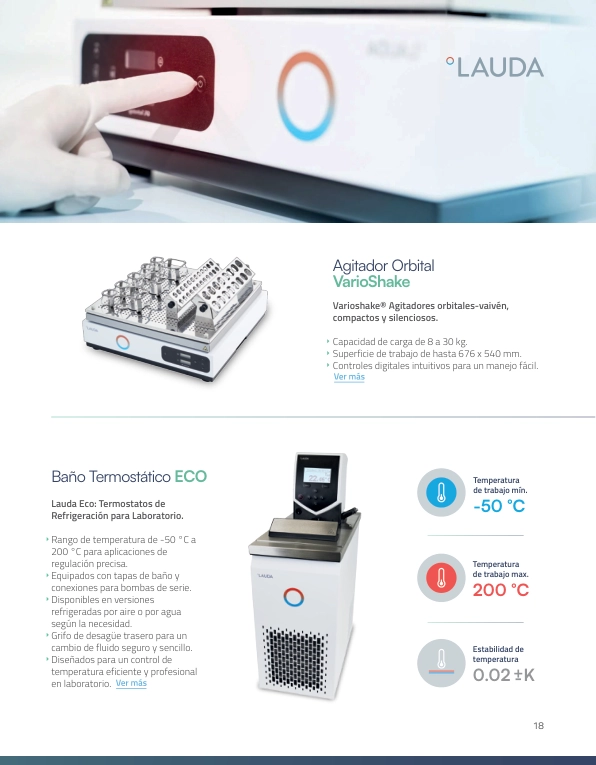 LAUDA
Agitador Orbital
VarioShake
Varioshake® Agitadores orbitales-vaivén,
compactos y silenciosos.
Capacidad de carga de 8 a 30 kg.
Superficie de trabajo de hasta 676 x 540 mm.
Controles digitales intuitivos para un manejo fácil.
Ver más
Baño Termostático ECO
Lauda Eco: Termostatos de
Refrigeración para Laboratorio.
Rango de temperatura de -50 °C a
200 °C para aplicaciones de
regulación precisa.
Equipados con tapas de baño y
conexiones para bombas de serie.
Disponibles en versiones
refrigeradas por aire o por agua
según la necesidad.
Grifo de desagüe trasero para un
cambio de fluido seguro y sencillo.
Diseñados para un control de
temperatura eficiente y profesional
en laboratorio. Ver más
LAUDA
Temperatura
de trabajo mín.
-50 °C
Temperatura
de trabajo max.
200 °C
Estabilidad de
temperatura
0.02 ±K
18